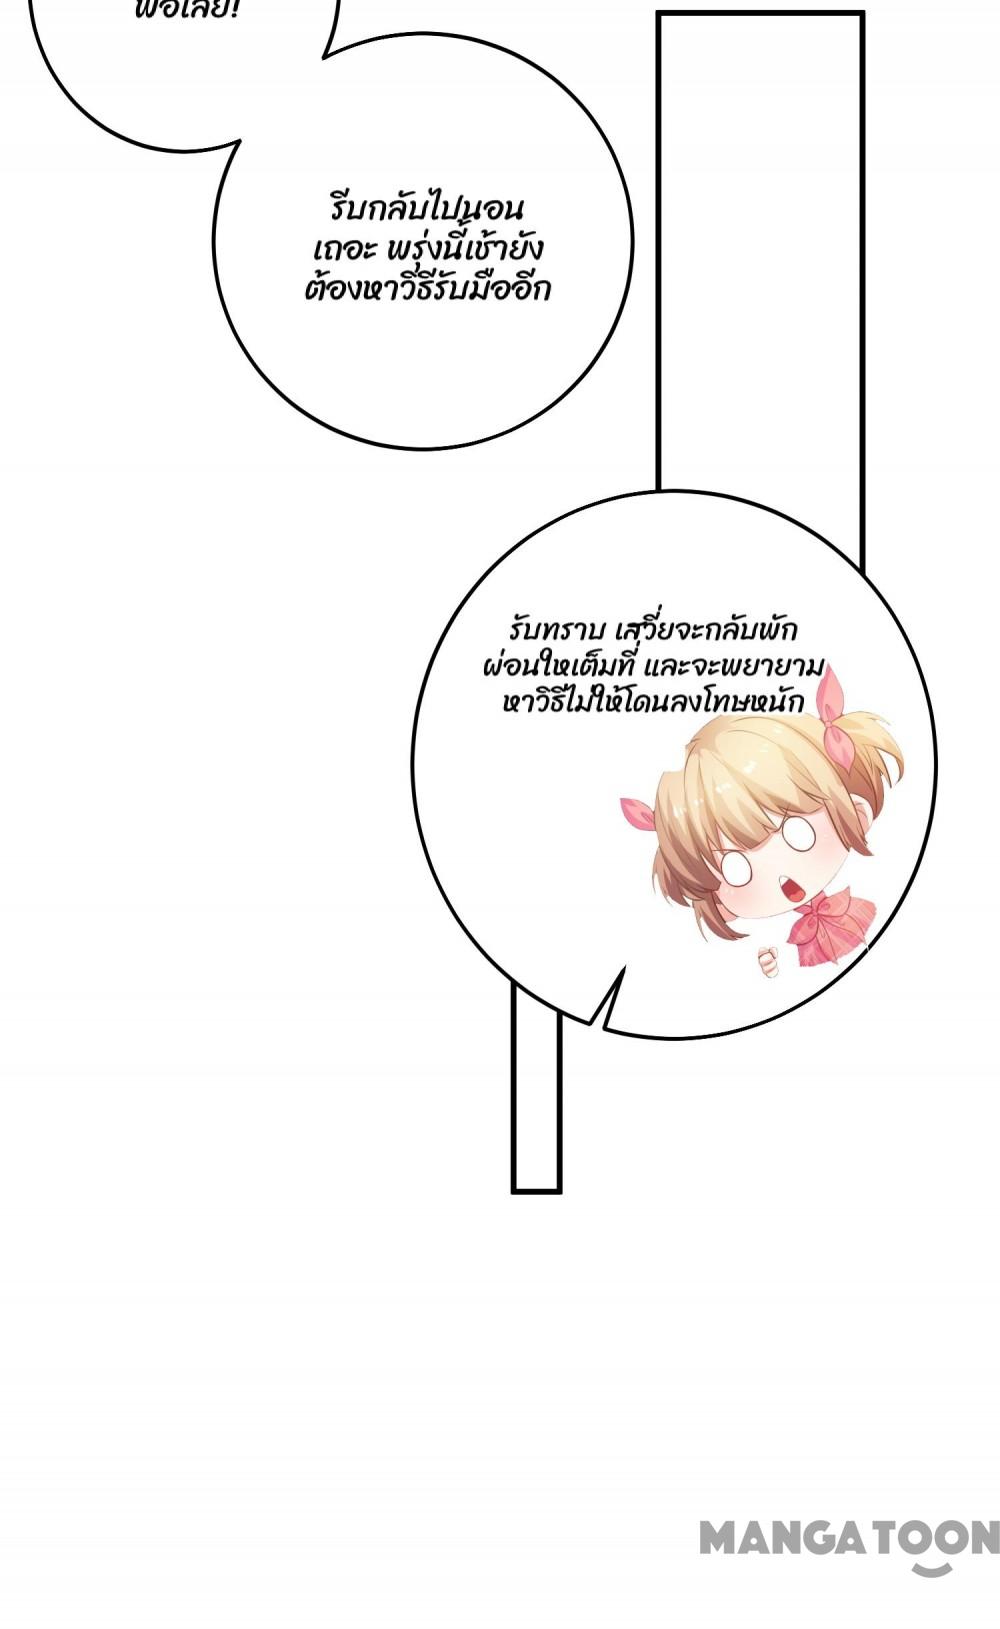 พอเลย!
รีบกลับไปนอน
เถอะ พรุ่งนี้เช้ายัง
ต้องหาวิธีรับมืออีก
รับทราบ เสวี่ยจะกลับพัก
ผ่อนให้เต็มที่ และจะพยายาม
หาวิธีไม่ให้โดนลงโทษหนัก
MANGATOON